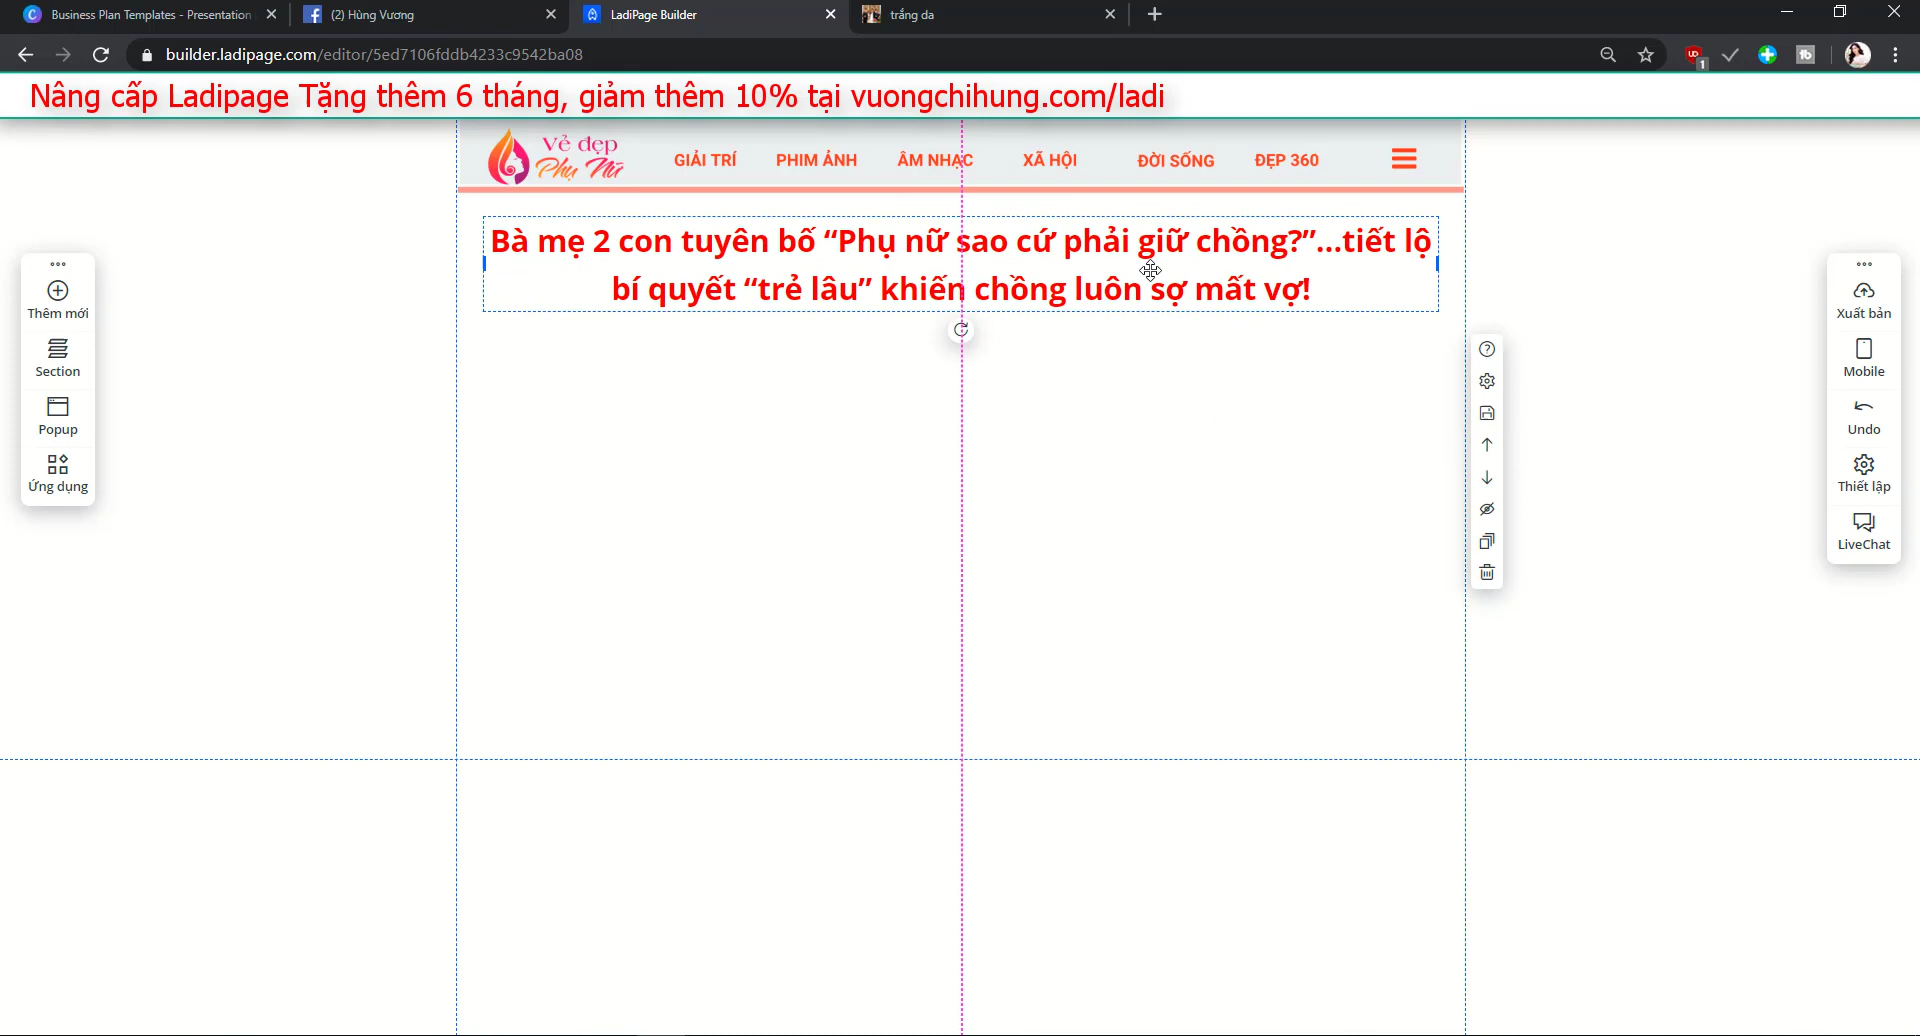 Business Plan Templates - Presentation
(2) Hùng Vương
LadiPage Builder
trắng da
builder.ladipage.com/editor/5ed7106fddb4233c9542ba08
UD
1
tb
Nâng cấp Ladipage Tặng thêm 6 tháng, giảm thêm 10% tại vuongchihung.com/ladi
Vẻ đẹp
Phụ Nữ
GIẢI TRÍ
PHIM ẢNH
ÂM NHẠC
XÃ HỘI
ĐỜI SỐNG
ĐẸP 360
Bà mẹ 2 con tuyên bố “Phụ nữ sao cứ phải giữ chồng?”...tiết lộ
bí quyết “trẻ lâu” khiến chồng luôn sợ mất vợ!
Thêm mới
Section
Popup
Ứng dụng
Xuất bản
Mobile
Undo
Thiết lập
LiveChat